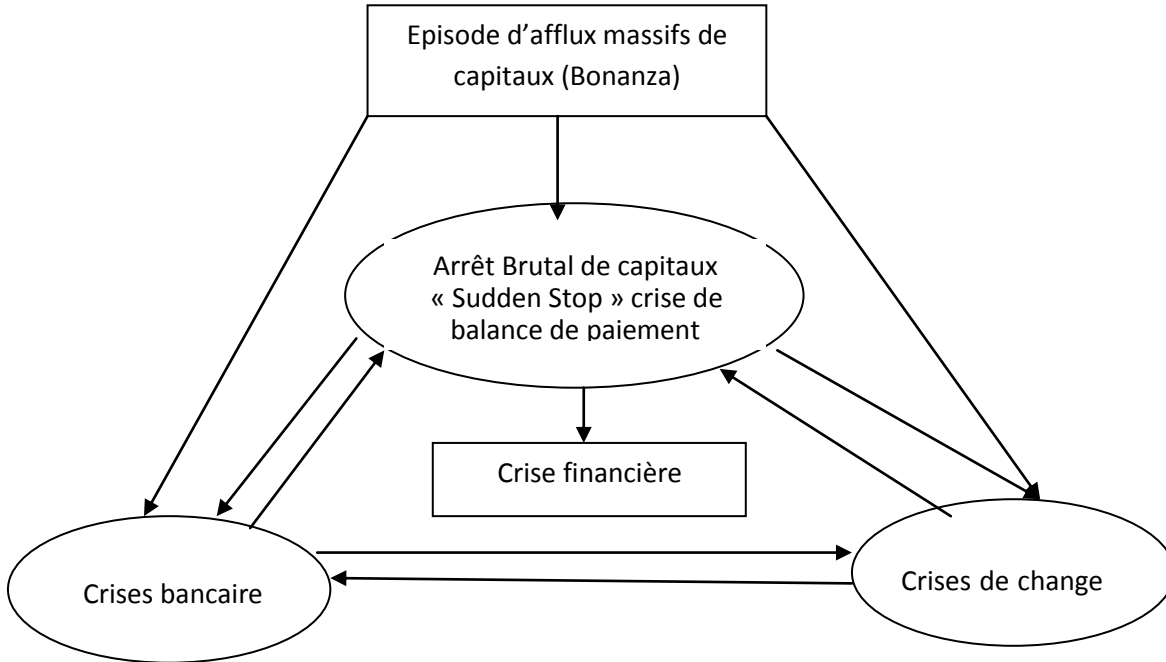 Episode d’afflux massifs de
capitaux (Bonanza)
Arrêt Brutal de capitaux
« Sudden Stop » crise de
balance de paiement
Crise financière
Crises bancaire
Crises de change